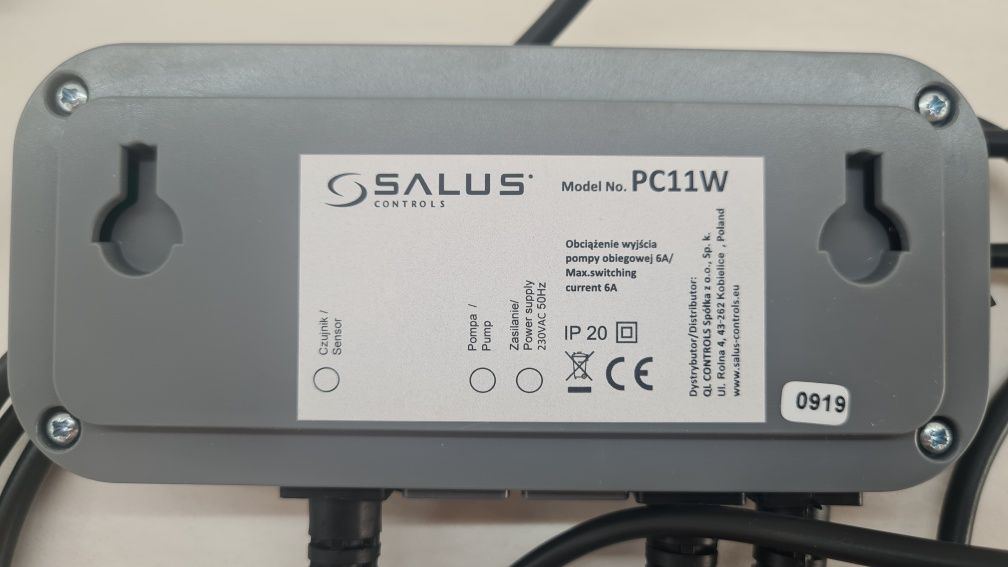 SALUS
CONTROLS
Model No. PC11W
Obciążenie wyjścia
pompy obiegowej 6A/
Max.switching
current 6A
IP 20
CE
Czujnik /
Sensor
Pompa /
Pump
Zasilanie/
Power supply
230VAC 50Hz
Dystrybutor/Distributor:
QL CONTROLS Spółka z o.o., Sp. k.
Ul. Rolna 4, 43-262 Kobielice , Poland
www.salus-controls.eu
0919